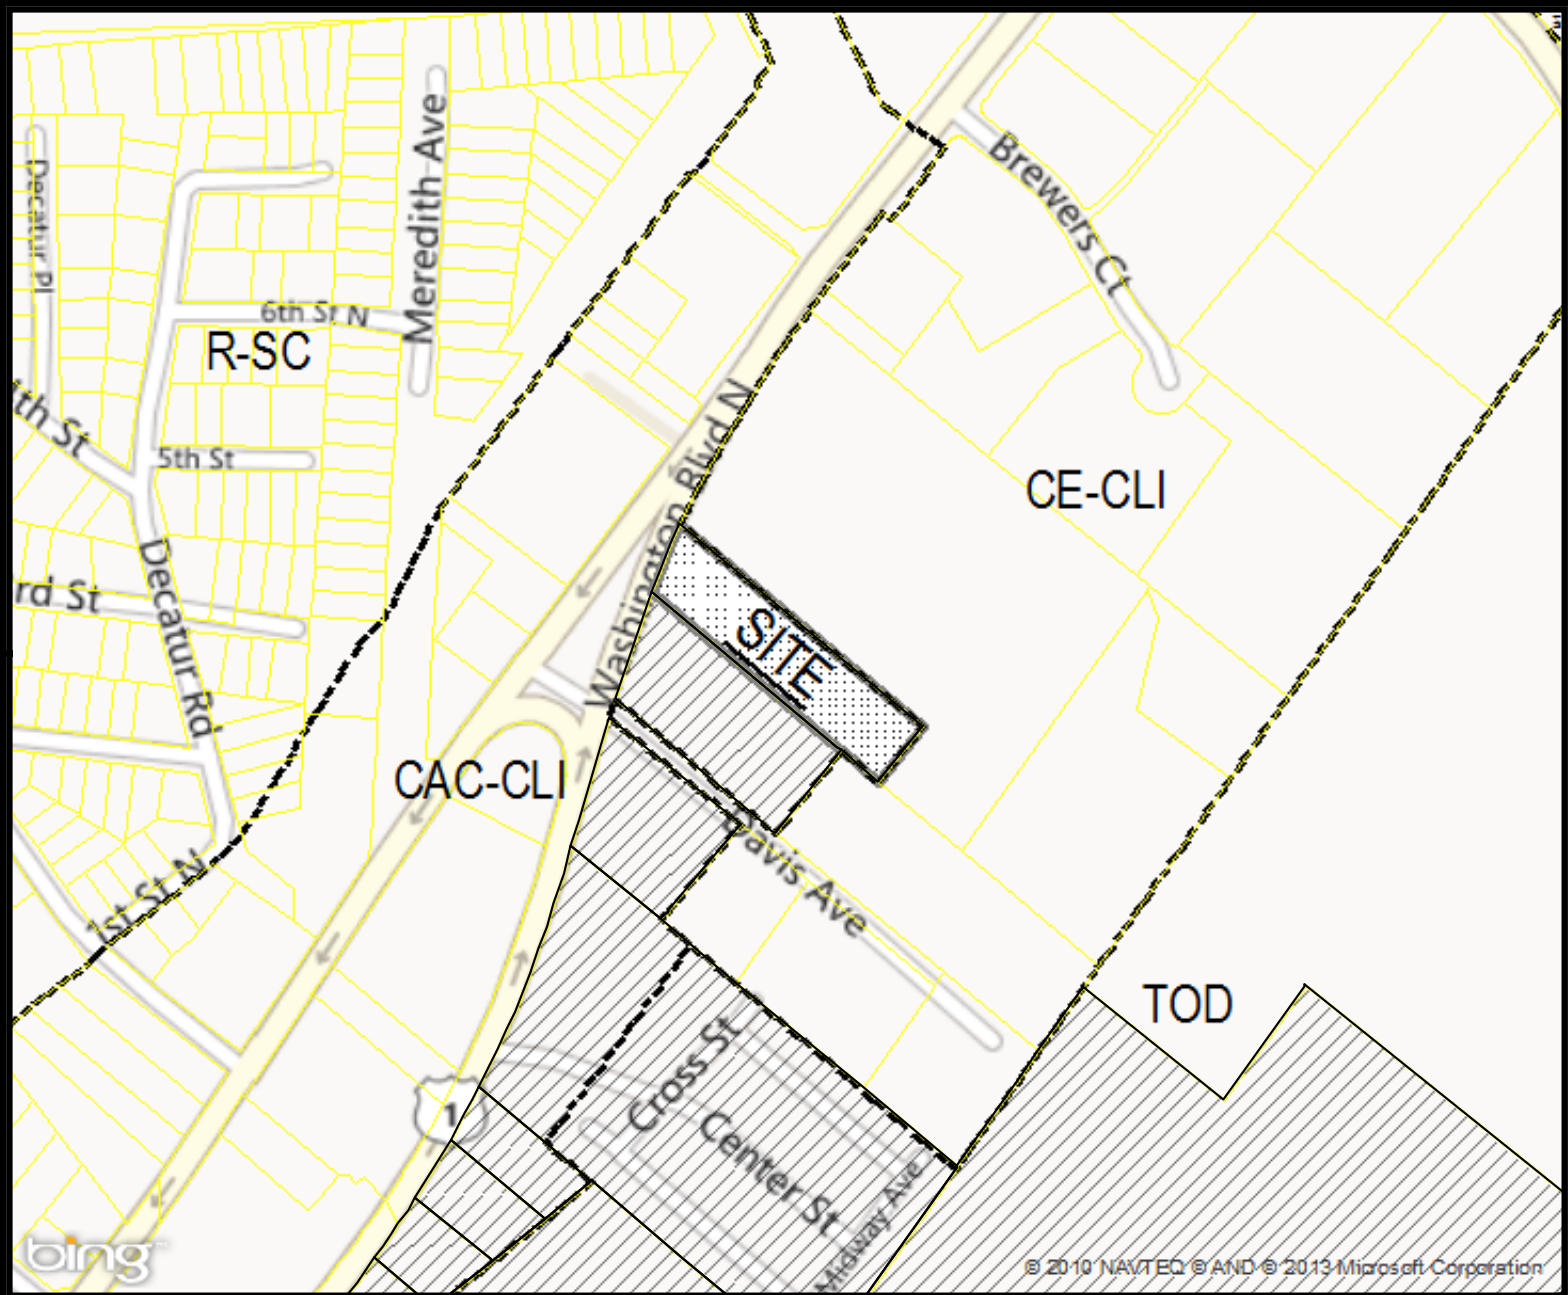 Meredith Ave
Decatur Pl
Brewers Ct
6th St N
R-SC
Washington Blvd N
th St
5th St
CE-CLI
rd St
Decatur Rd
SITE
CAC-CLI
Davis Ave
1st St N
TOD
Cross St
Center St
1
Midway Ave
bing
© 2010 NAVTEQ © AND © 2013 Microsoft Corporation